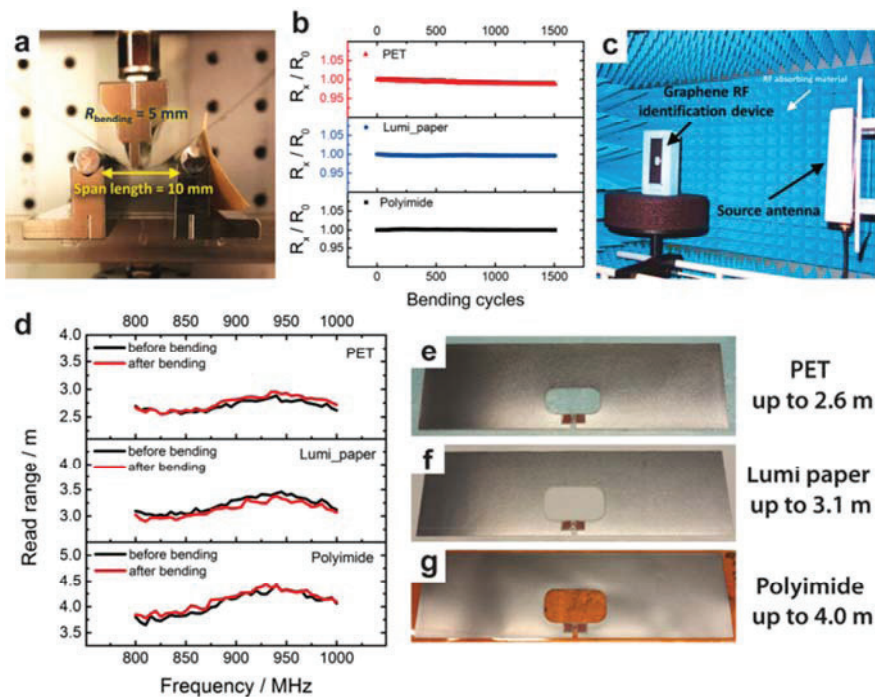 a
R_bending = 5 mm
Span length = 10 mm
b
0 500 1000 1500
R_x / R_0
1.05
1.00
0.95
PET
R_x / R_0
1.05
1.00
0.95
Lumi_paper
R_x / R_0
1.05
1.00
0.95
Polyimide
0 500 1000 1500
Bending cycles
c
RF absorbing material
Graphene RF
identification device
Source antenna
d
800 850 900 950 1000
Read range / m
4.0
3.5
3.0
2.5
before bending
after bending
PET
4.0
3.5
3.0
before bending
after bending
Lumi_paper
5.0
4.5
4.0
3.5
before bending
after bending
Polyimide
800 850 900 950 1000
Frequency / MHz
e
PET
up to 2.6 m
f
Lumi paper
up to 3.1 m
g
Polyimide
up to 4.0 m